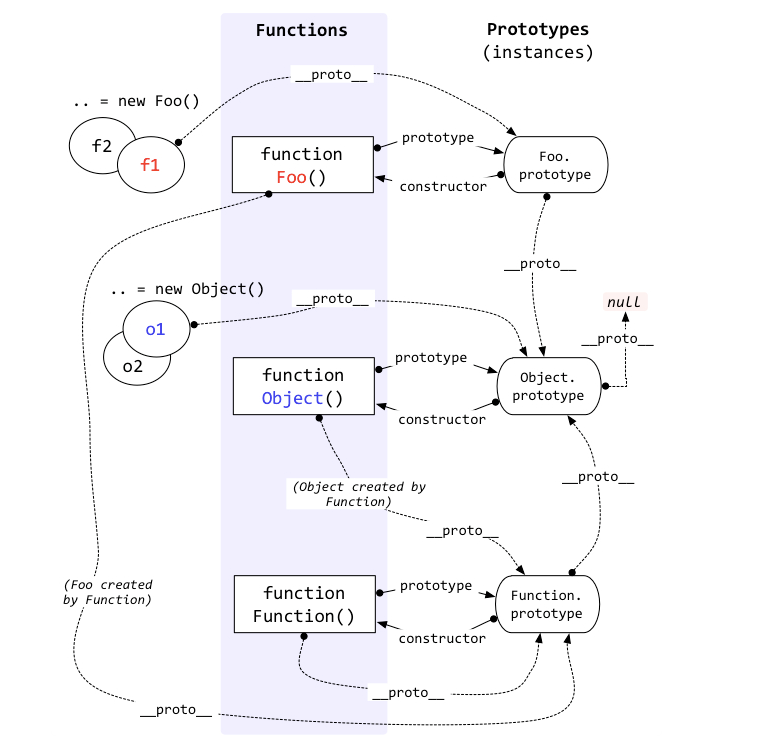 Functions
Prototypes
(instances)
__proto__
.. = new Foo()
f2
f1
function
Foo()
prototype
constructor
Foo.
prototype
__proto__
.. = new Object()
__proto__
null
o1
o2
__proto__
function
Object()
prototype
constructor
Object.
prototype
(Object created by
Function)
__proto__
__proto__
(Foo created
by Function)
function
Function()
prototype
constructor
Function.
prototype
__proto__
__proto__